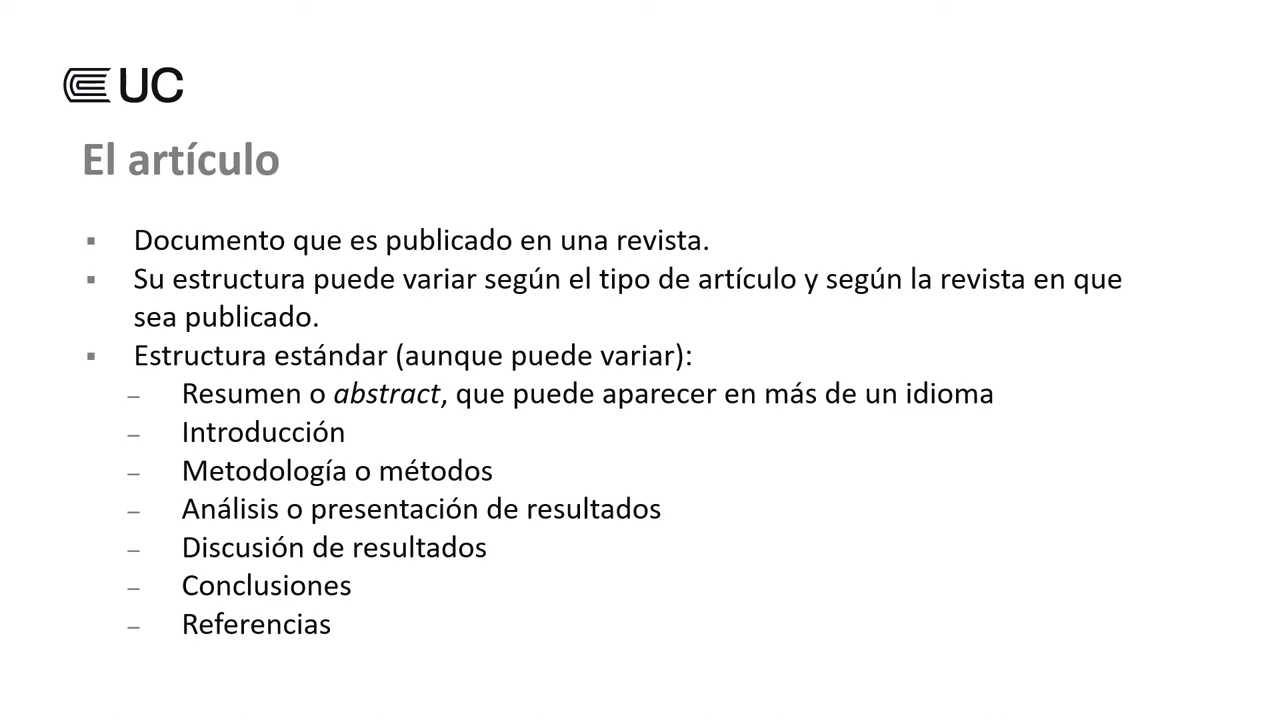 UC
El artículo
▪ Documento que es publicado en una revista.
▪ Su estructura puede variar según el tipo de artículo y según la revista en que
sea publicado.
▪ Estructura estándar (aunque puede variar):
– Resumen o abstract, que puede aparecer en más de un idioma
– Introducción
– Metodología o métodos
– Análisis o presentación de resultados
– Discusión de resultados
– Conclusiones
– Referencias